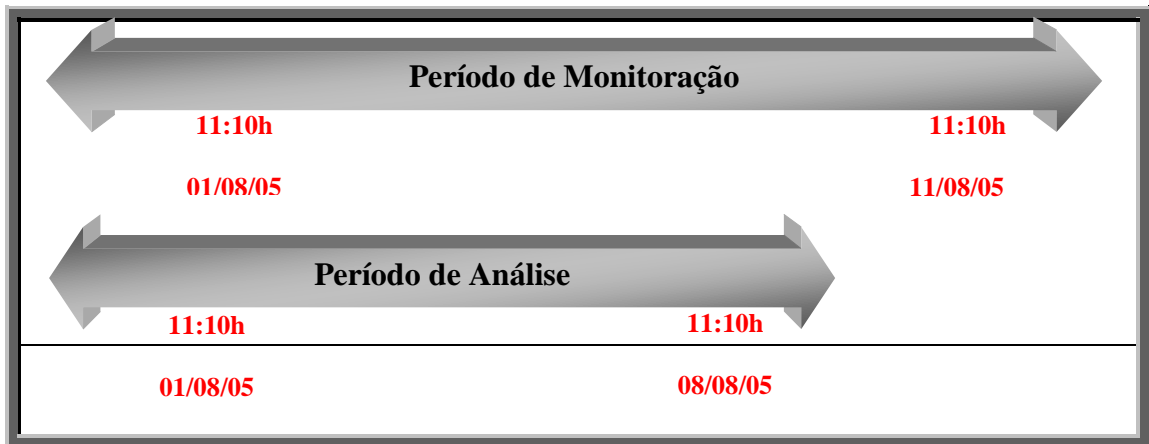 Período de Monitoração
11:10h 11:10h
01/08/05 11/08/05
Período de Análise
11:10h 11:10h
01/08/05 08/08/05